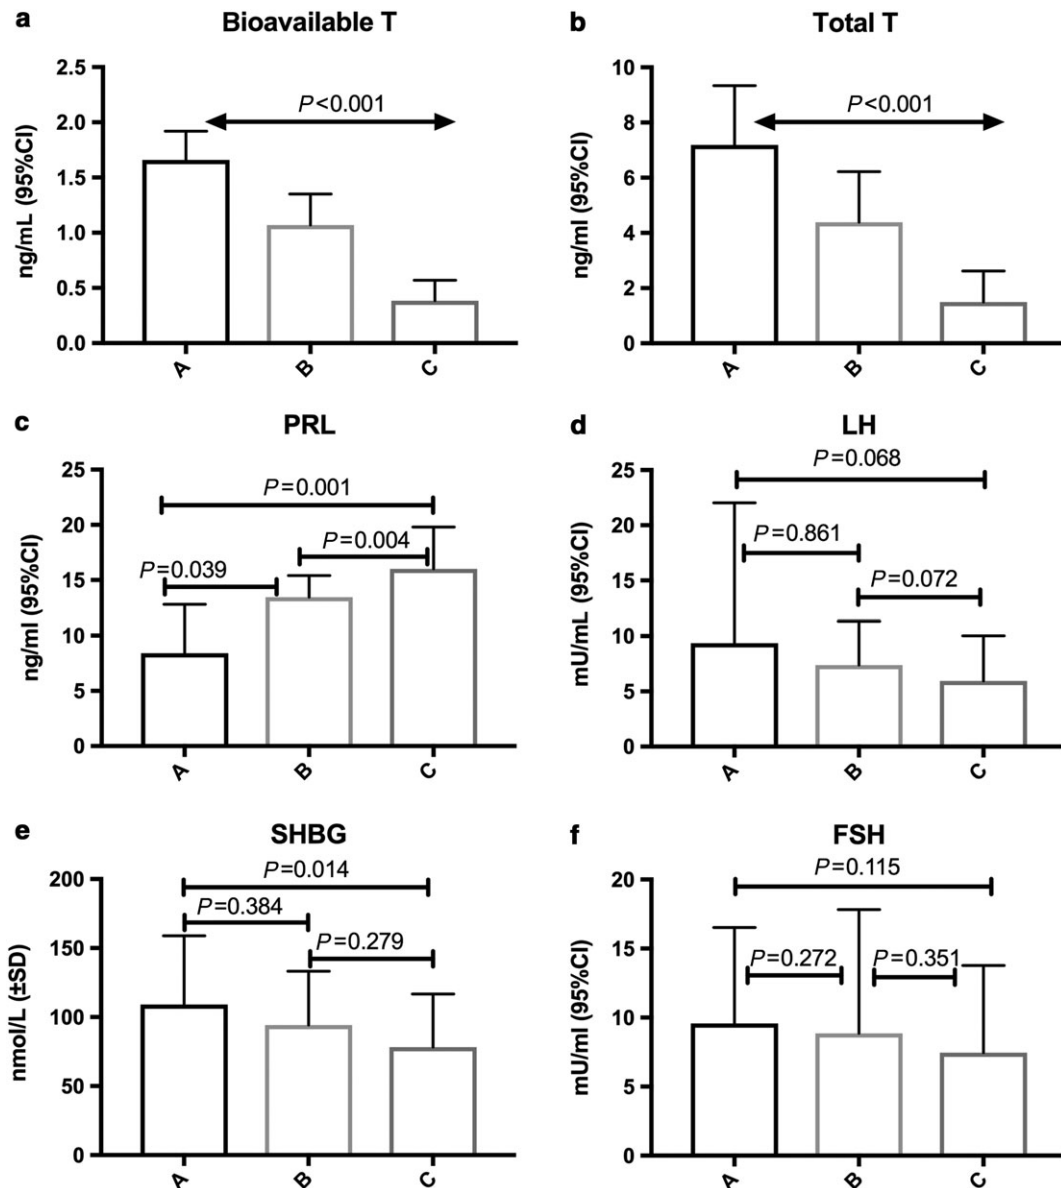 a Bioavailable T
ng/mL (95%CI)
2.5
2.0
1.5
1.0
0.5
0.0
P<0.001
A B C
b Total T
ng/ml (95%CI)
10
8
6
4
2
0
P<0.001
A B C
c PRL
ng/ml (95%CI)
25
20
15
10
5
0
P=0.001
P=0.004
P=0.039
A B C
d LH
mU/mL (95%CI)
25
20
15
10
5
0
P=0.068
P=0.861
P=0.072
A B C
e SHBG
nmol/L (±SD)
200
150
100
50
0
P=0.014
P=0.384
P=0.279
A B C
f FSH
mU/ml (95%CI)
20
15
10
5
0
P=0.115
P=0.272
P=0.351
A B C